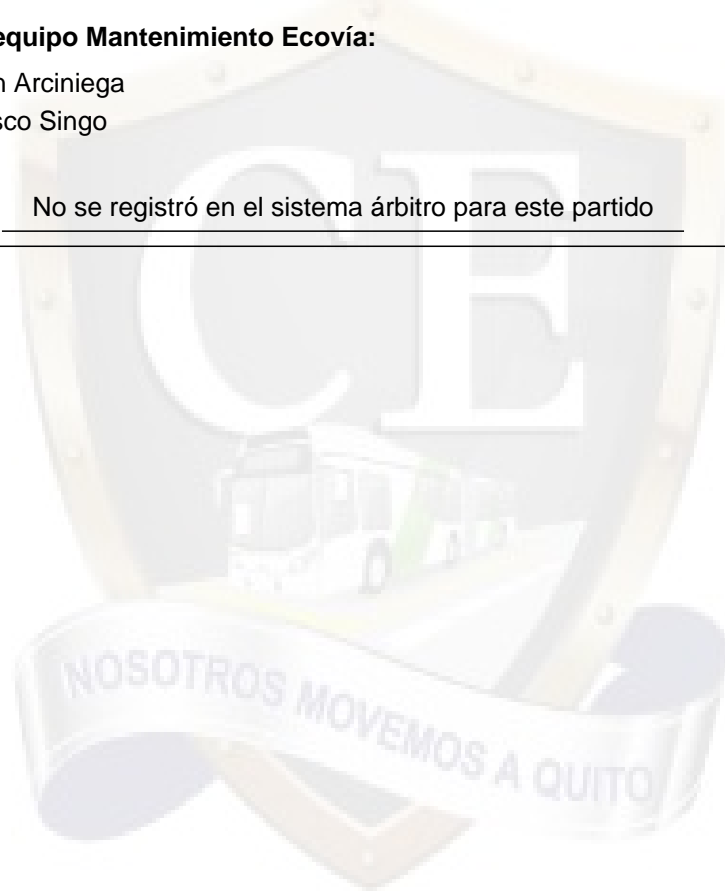 equipo Mantenimiento Ecovía:
n Arciniega
sco Singo
No se registró en el sistema árbitro para este partido
CE
NOSOTROS MOVEMOS A QUITO